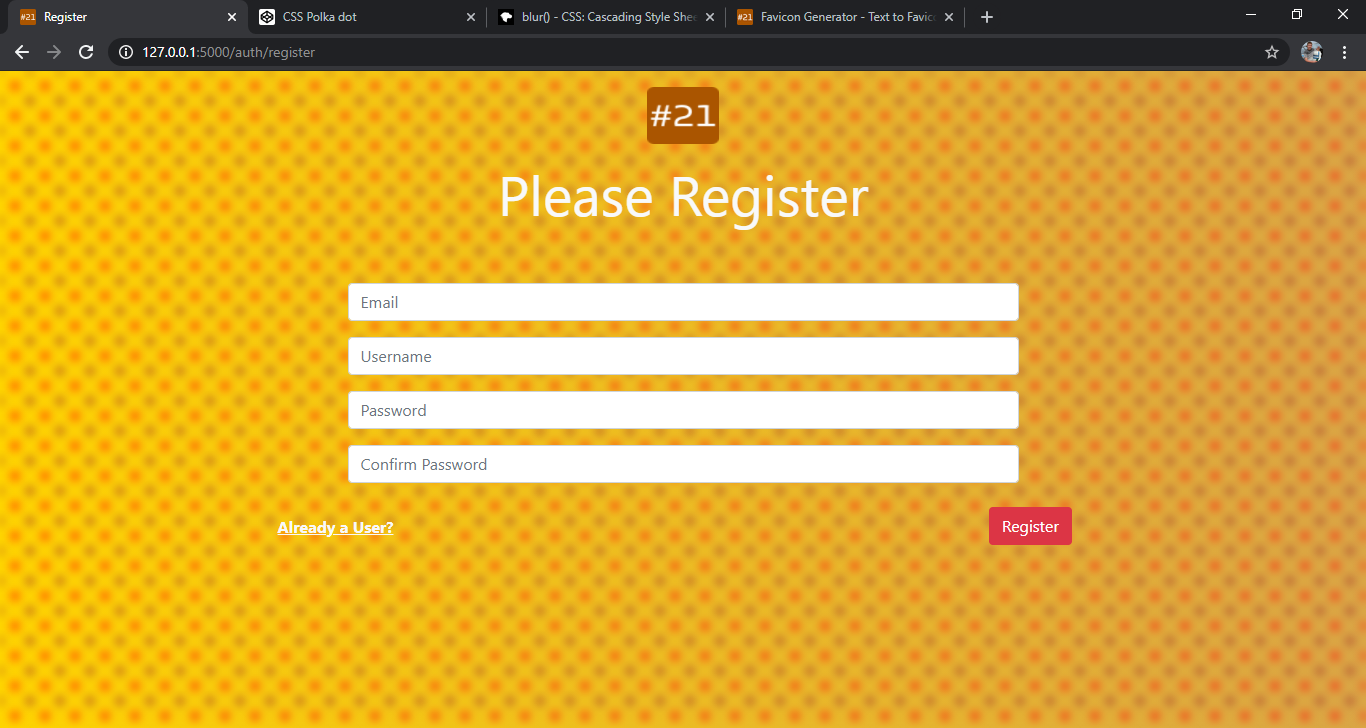 #21 Register
CSS Polka dot
blur() - CSS: Cascading Style Shee
#21 Favicon Generator - Text to Favic
127.0.0.1:5000/auth/register
#21
Please Register
Email
Username
Password
Confirm Password
Already a User?
Register